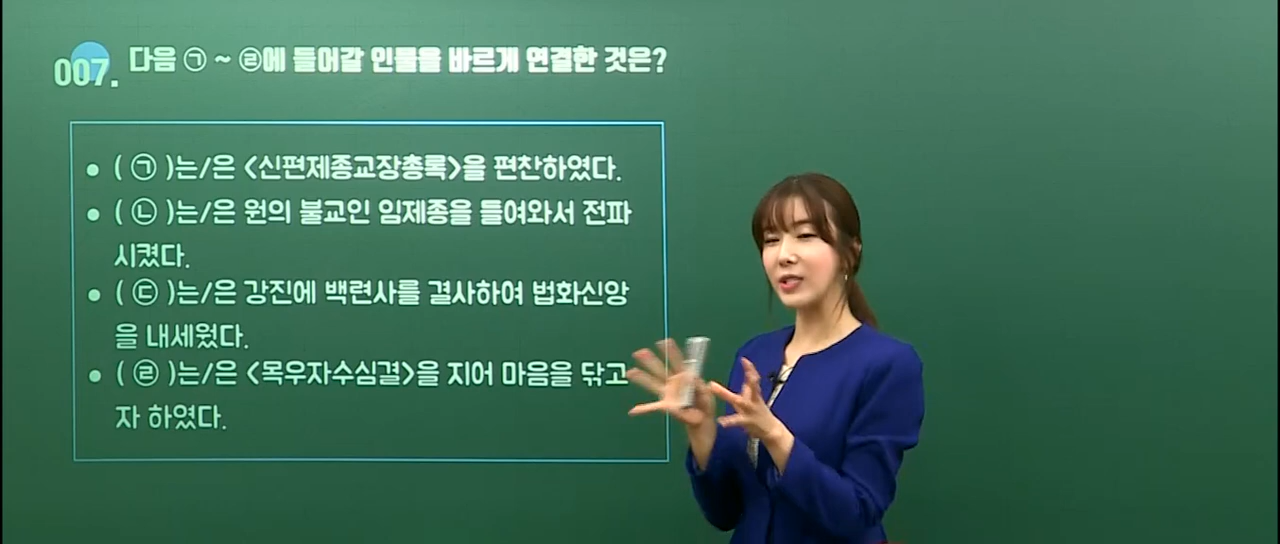 007. 다음 ㉠ ~ ㉣에 들어갈 인물을 바르게 연결한 것은?
• ( ㉠ )는/은 <신편제종교장총록>을 편찬하였다.
• ( ㉡ )는/은 원의 불교인 임제종을 들여와서 전파
시켰다.
• ( ㉢ )는/은 강진에 백련사를 결사하여 법화신앙
을 내세웠다.
• ( ㉣ )는/은 <목우자수심결>을 지어 마음을 닦고
자 하였다.